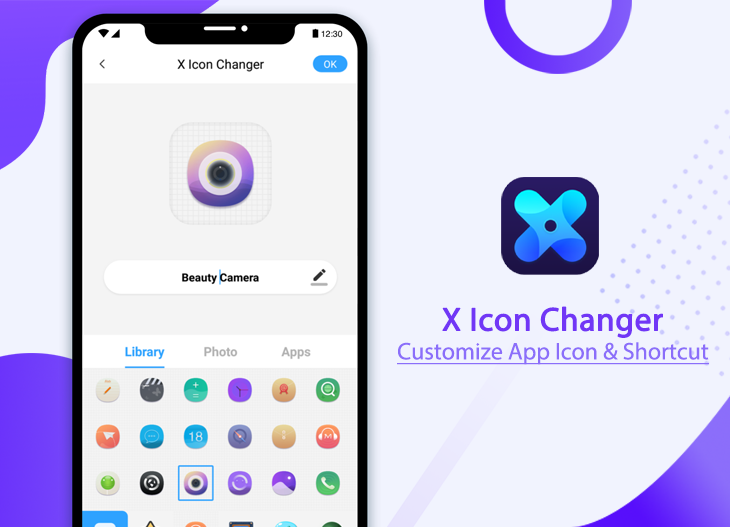 12:30
X Icon Changer
OK
Beauty Camera
Library Photo Apps
18
X Icon Changer
Customize App Icon & Shortcut